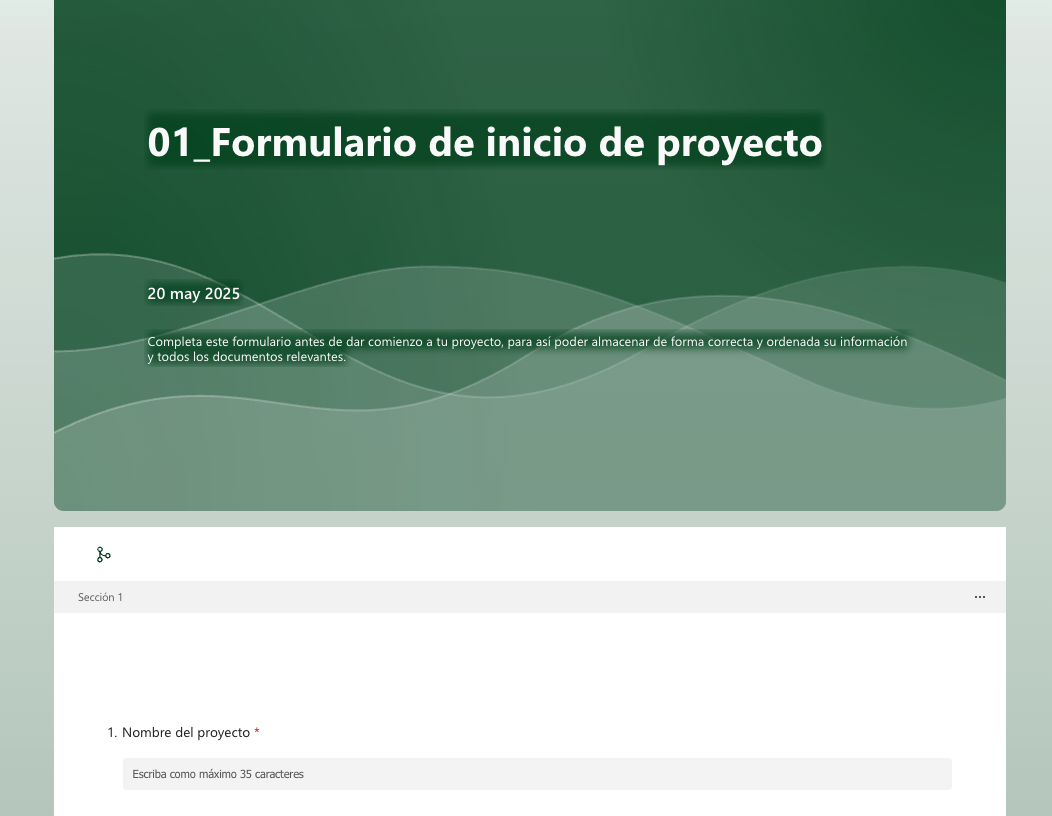 01_Formulario de inicio de proyecto
20 may 2025
Completa este formulario antes de dar comienzo a tu proyecto, para así poder almacenar de forma correcta y ordenada su información
y todos los documentos relevantes.
Sección 1
...
1. Nombre del proyecto *
Escriba como máximo 35 caracteres